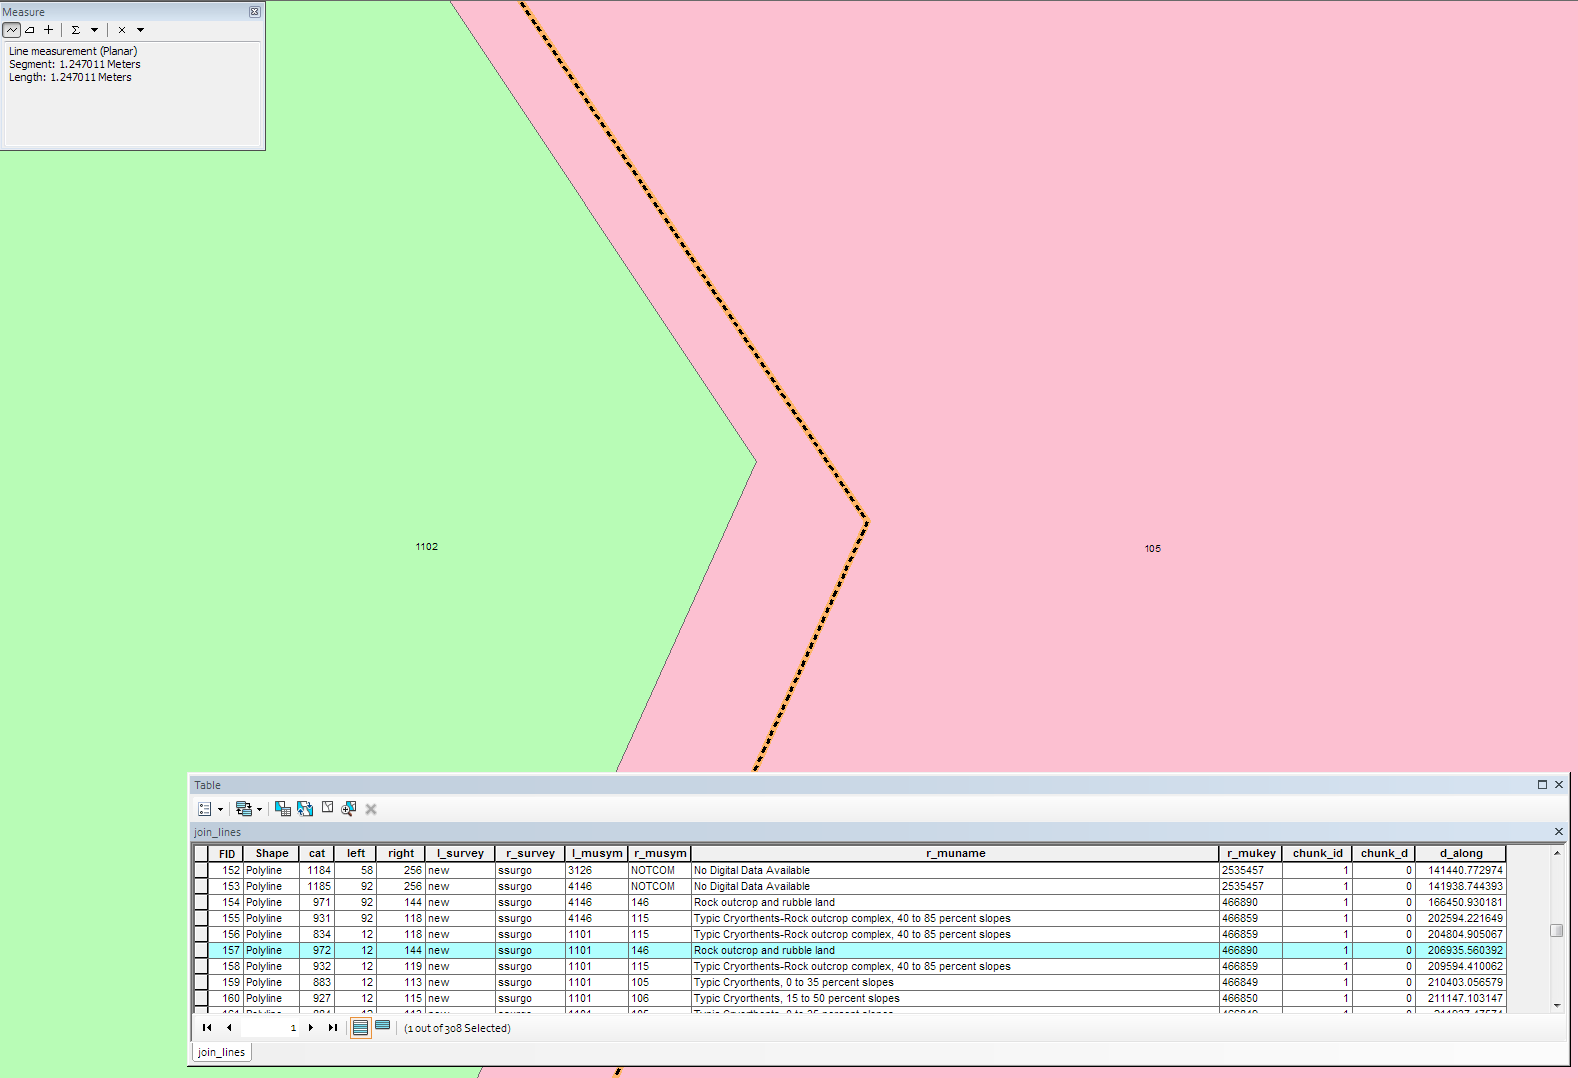 Measure
Line measurement (Planar)
Segment: 1.247011 Meters
Length: 1.247011 Meters
1102
105
Table
join_lines
FID Shape cat left right l_survey r_survey l_musym r_musym r_muname r_mukey chunk_id chunk_d d_along
152 Polyline 1184 58 256 new ssurgo 3126 NOTCOM No Digital Data Available 2535457 1 0 141440.772974
153 Polyline 1185 92 256 new ssurgo 4146 NOTCOM No Digital Data Available 2535457 1 0 141938.744393
154 Polyline 971 92 144 new ssurgo 4146 146 Rock outcrop and rubble land 466890 1 0 166450.930181
155 Polyline 931 92 118 new ssurgo 4146 115 Typic Cryorthents-Rock outcrop complex, 40 to 85 percent slopes 466859 1 0 202594.221649
156 Polyline 834 12 118 new ssurgo 1101 115 Typic Cryorthents-Rock outcrop complex, 40 to 85 percent slopes 466859 1 0 204804.905067
157 Polyline 972 12 144 new ssurgo 1101 146 Rock outcrop and rubble land 466890 1 0 206935.560392
158 Polyline 932 12 119 new ssurgo 1101 115 Typic Cryorthents-Rock outcrop complex, 40 to 85 percent slopes 466859 1 0 209594.410062
159 Polyline 883 12 113 new ssurgo 1101 105 Typic Cryorthents, 0 to 35 percent slopes 466849 1 0 210403.056579
160 Polyline 927 12 115 new ssurgo 1101 106 Typic Cryorthents, 15 to 50 percent slopes 466850 1 0 211147.103147
1 (1 out of 308 Selected)
join_lines